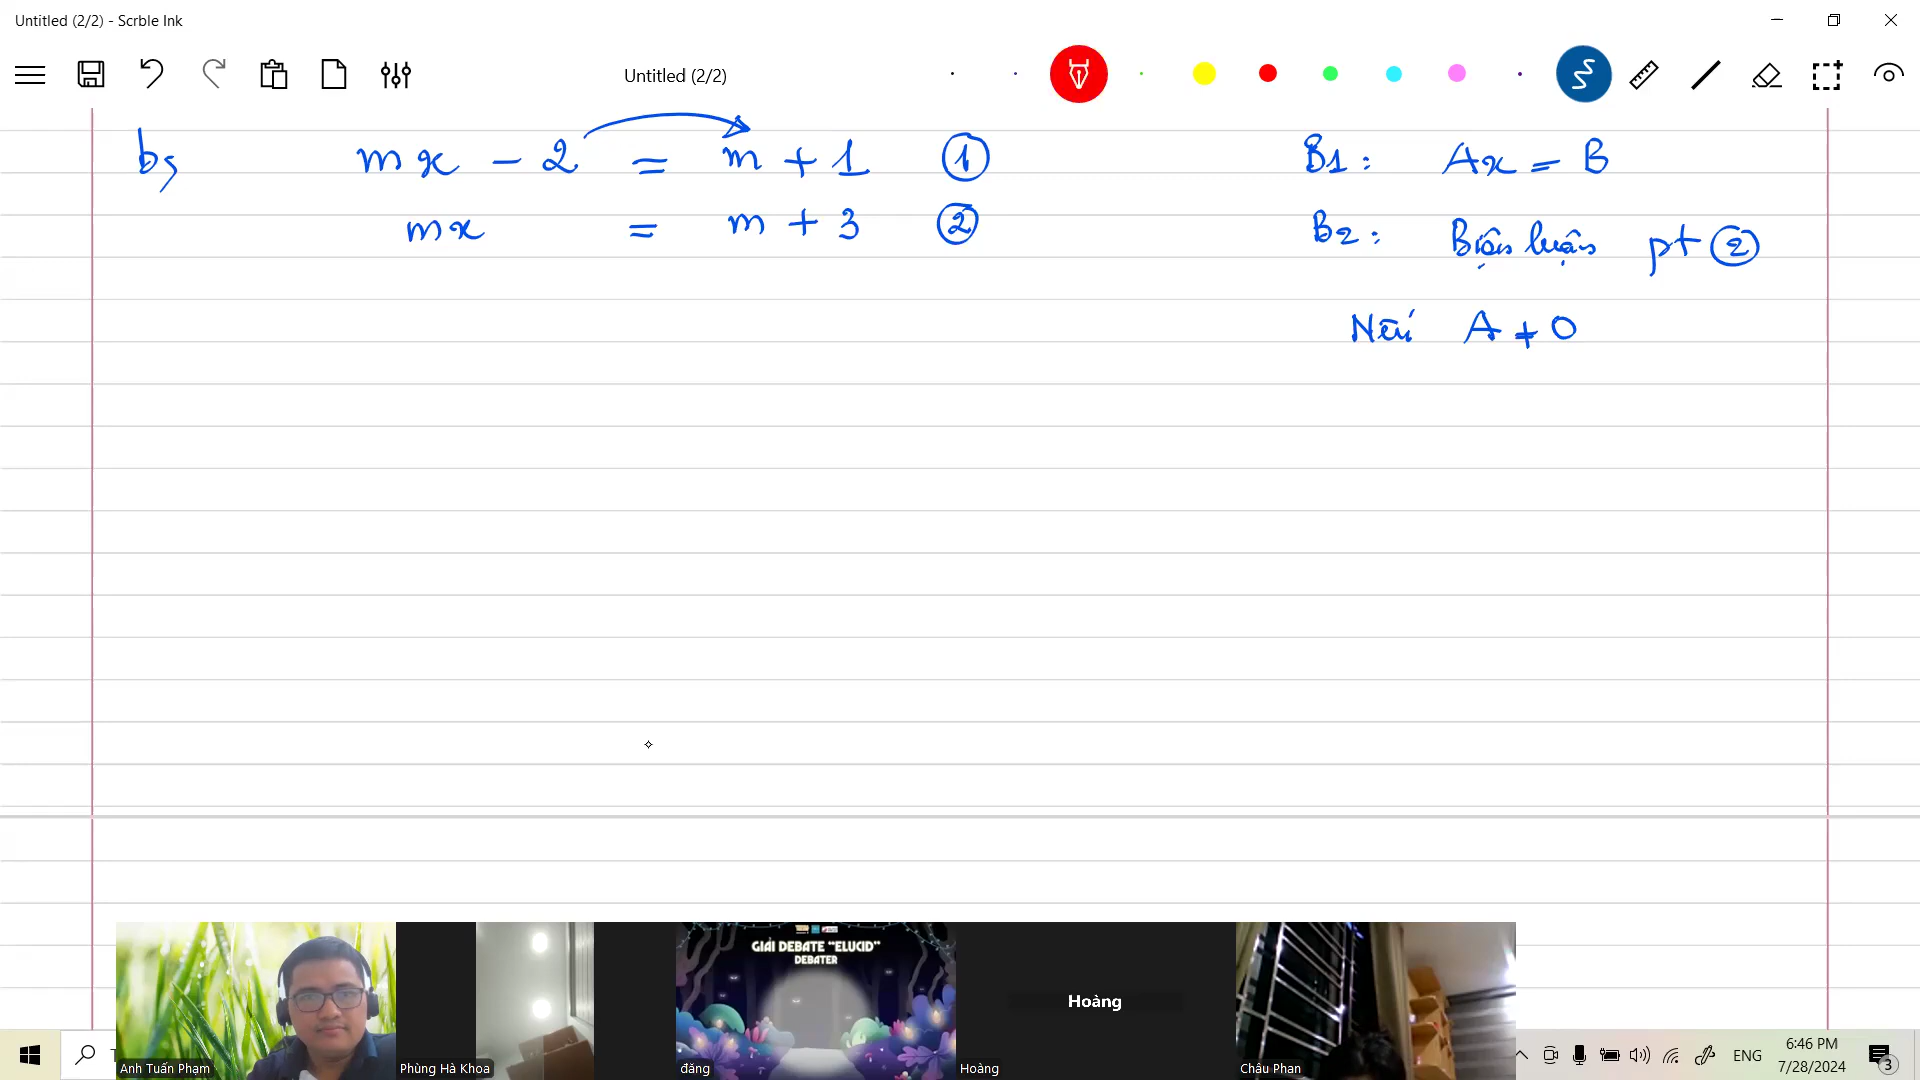 Untitled (2/2) - Scrble Ink
Untitled (2/2)
b,
mx - 2 = m + 1 ①
mx = m + 3 ②
B1: Ax = B
B2: Biện luận pt ②
Nếu A ≠ 0
GIẢI DEBATE "ELUCID"
DEBATER
Hoàng
Anh Tuấn Phạm
Phùng Hà Khoa
đăng
Hoàng
Châu Phan
ENG
6:46 PM
7/28/2024
3